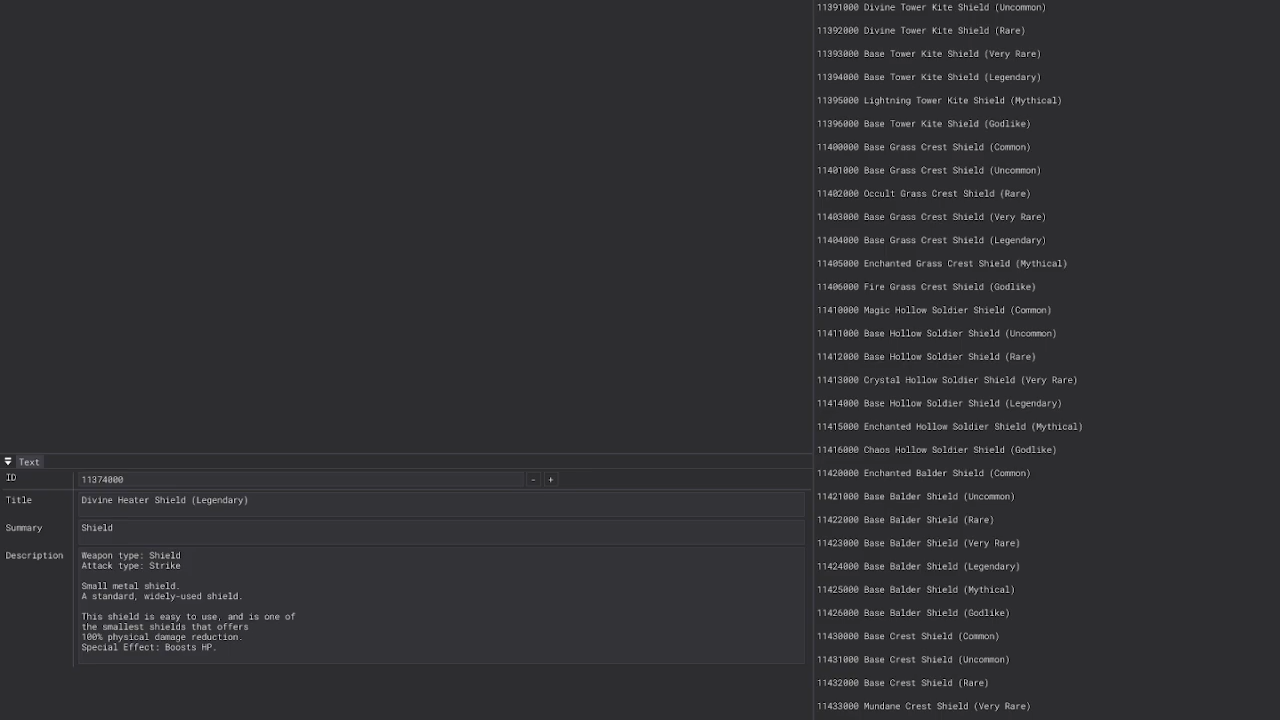 Text
ID
11374000
-
+
Title
Divine Heater Shield (Legendary)
Summary
Shield
Description
Weapon type: Shield
Attack type: Strike
Small metal shield.
A standard, widely-used shield.
This shield is easy to use, and is one of
the smallest shields that offers
100% physical damage reduction.
Special Effect: Boosts HP.
11391000 Divine Tower Kite Shield (Uncommon)
11392000 Divine Tower Kite Shield (Rare)
11393000 Base Tower Kite Shield (Very Rare)
11394000 Base Tower Kite Shield (Legendary)
11395000 Lightning Tower Kite Shield (Mythical)
11396000 Base Tower Kite Shield (Godlike)
11400000 Base Grass Crest Shield (Common)
11401000 Base Grass Crest Shield (Uncommon)
11402000 Occult Grass Crest Shield (Rare)
11403000 Base Grass Crest Shield (Very Rare)
11404000 Base Grass Crest Shield (Legendary)
11405000 Enchanted Grass Crest Shield (Mythical)
11406000 Fire Grass Crest Shield (Godlike)
11410000 Magic Hollow Soldier Shield (Common)
11411000 Base Hollow Soldier Shield (Uncommon)
11412000 Base Hollow Soldier Shield (Rare)
11413000 Crystal Hollow Soldier Shield (Very Rare)
11414000 Base Hollow Soldier Shield (Legendary)
11415000 Enchanted Hollow Soldier Shield (Mythical)
11416000 Chaos Hollow Soldier Shield (Godlike)
11420000 Enchanted Balder Shield (Common)
11421000 Base Balder Shield (Uncommon)
11422000 Base Balder Shield (Rare)
11423000 Base Balder Shield (Very Rare)
11424000 Base Balder Shield (Legendary)
11425000 Base Balder Shield (Mythical)
11426000 Base Balder Shield (Godlike)
11430000 Base Crest Shield (Common)
11431000 Base Crest Shield (Uncommon)
11432000 Base Crest Shield (Rare)
11433000 Mundane Crest Shield (Very Rare)